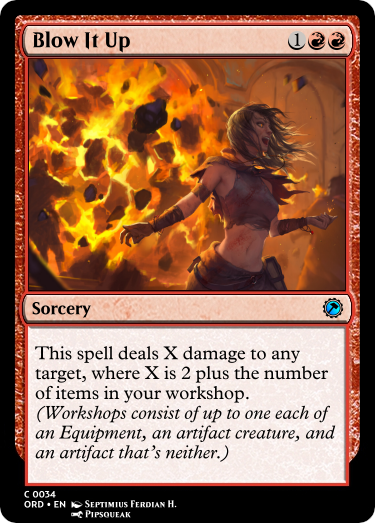 Blow It Up 1
Sorcery
This spell deals X damage to any
target, where X is 2 plus the number
of items in your workshop.
(Workshops consist of up to one each of
an Equipment, an artifact creature, and
an artifact that's neither.)
C 0034
ORD • EN Septimius Ferdian H.
Pipsqueak